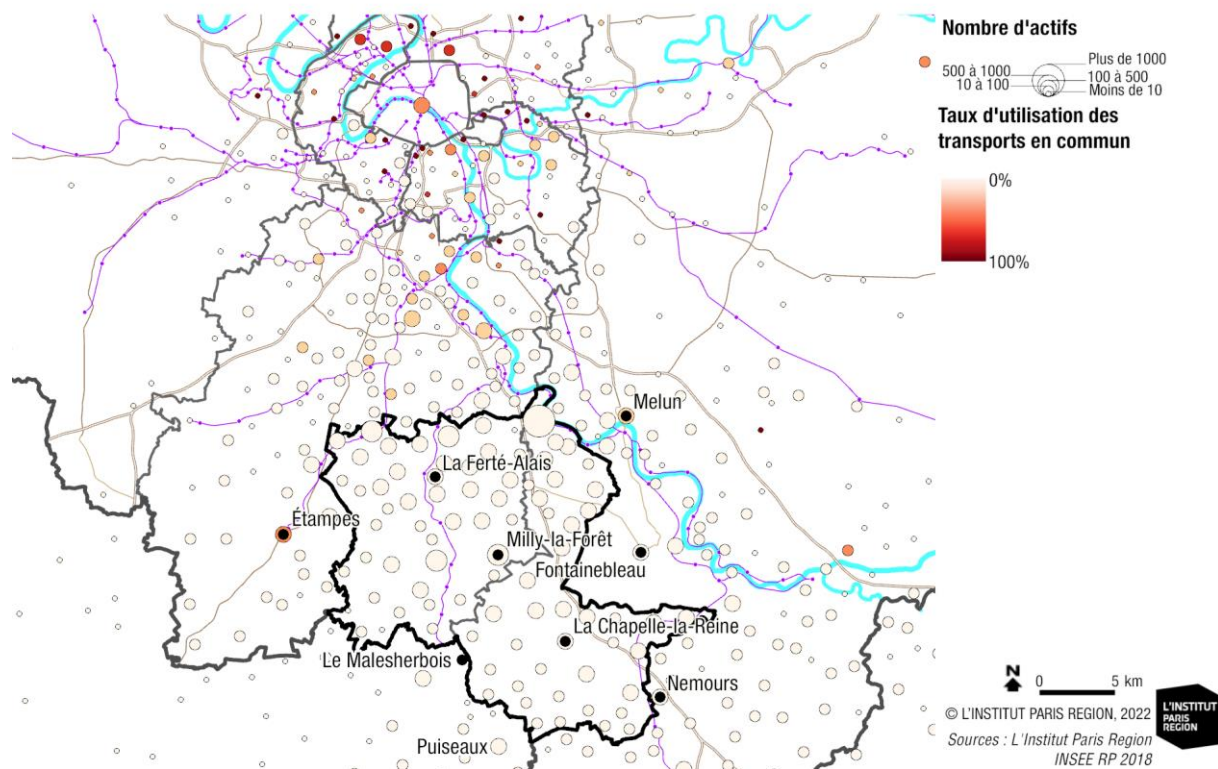 Nombre d'actifs
Plus de 1000
500 à 1000
100 à 500
10 à 100
Moins de 10
Taux d'utilisation des
transports en commun
0%
100%
Melun
La Ferté-Alais
Étampes
Milly-la-Forêt
Fontainebleau
La Chapelle-la-Reine
Le Malesherbois
Nemours
Puiseaux
N
0
5 km
© L'INSTITUT PARIS REGION, 2022
Sources : L'Institut Paris Region
INSEE RP 2018
L'INSTITUT
PARIS
REGION